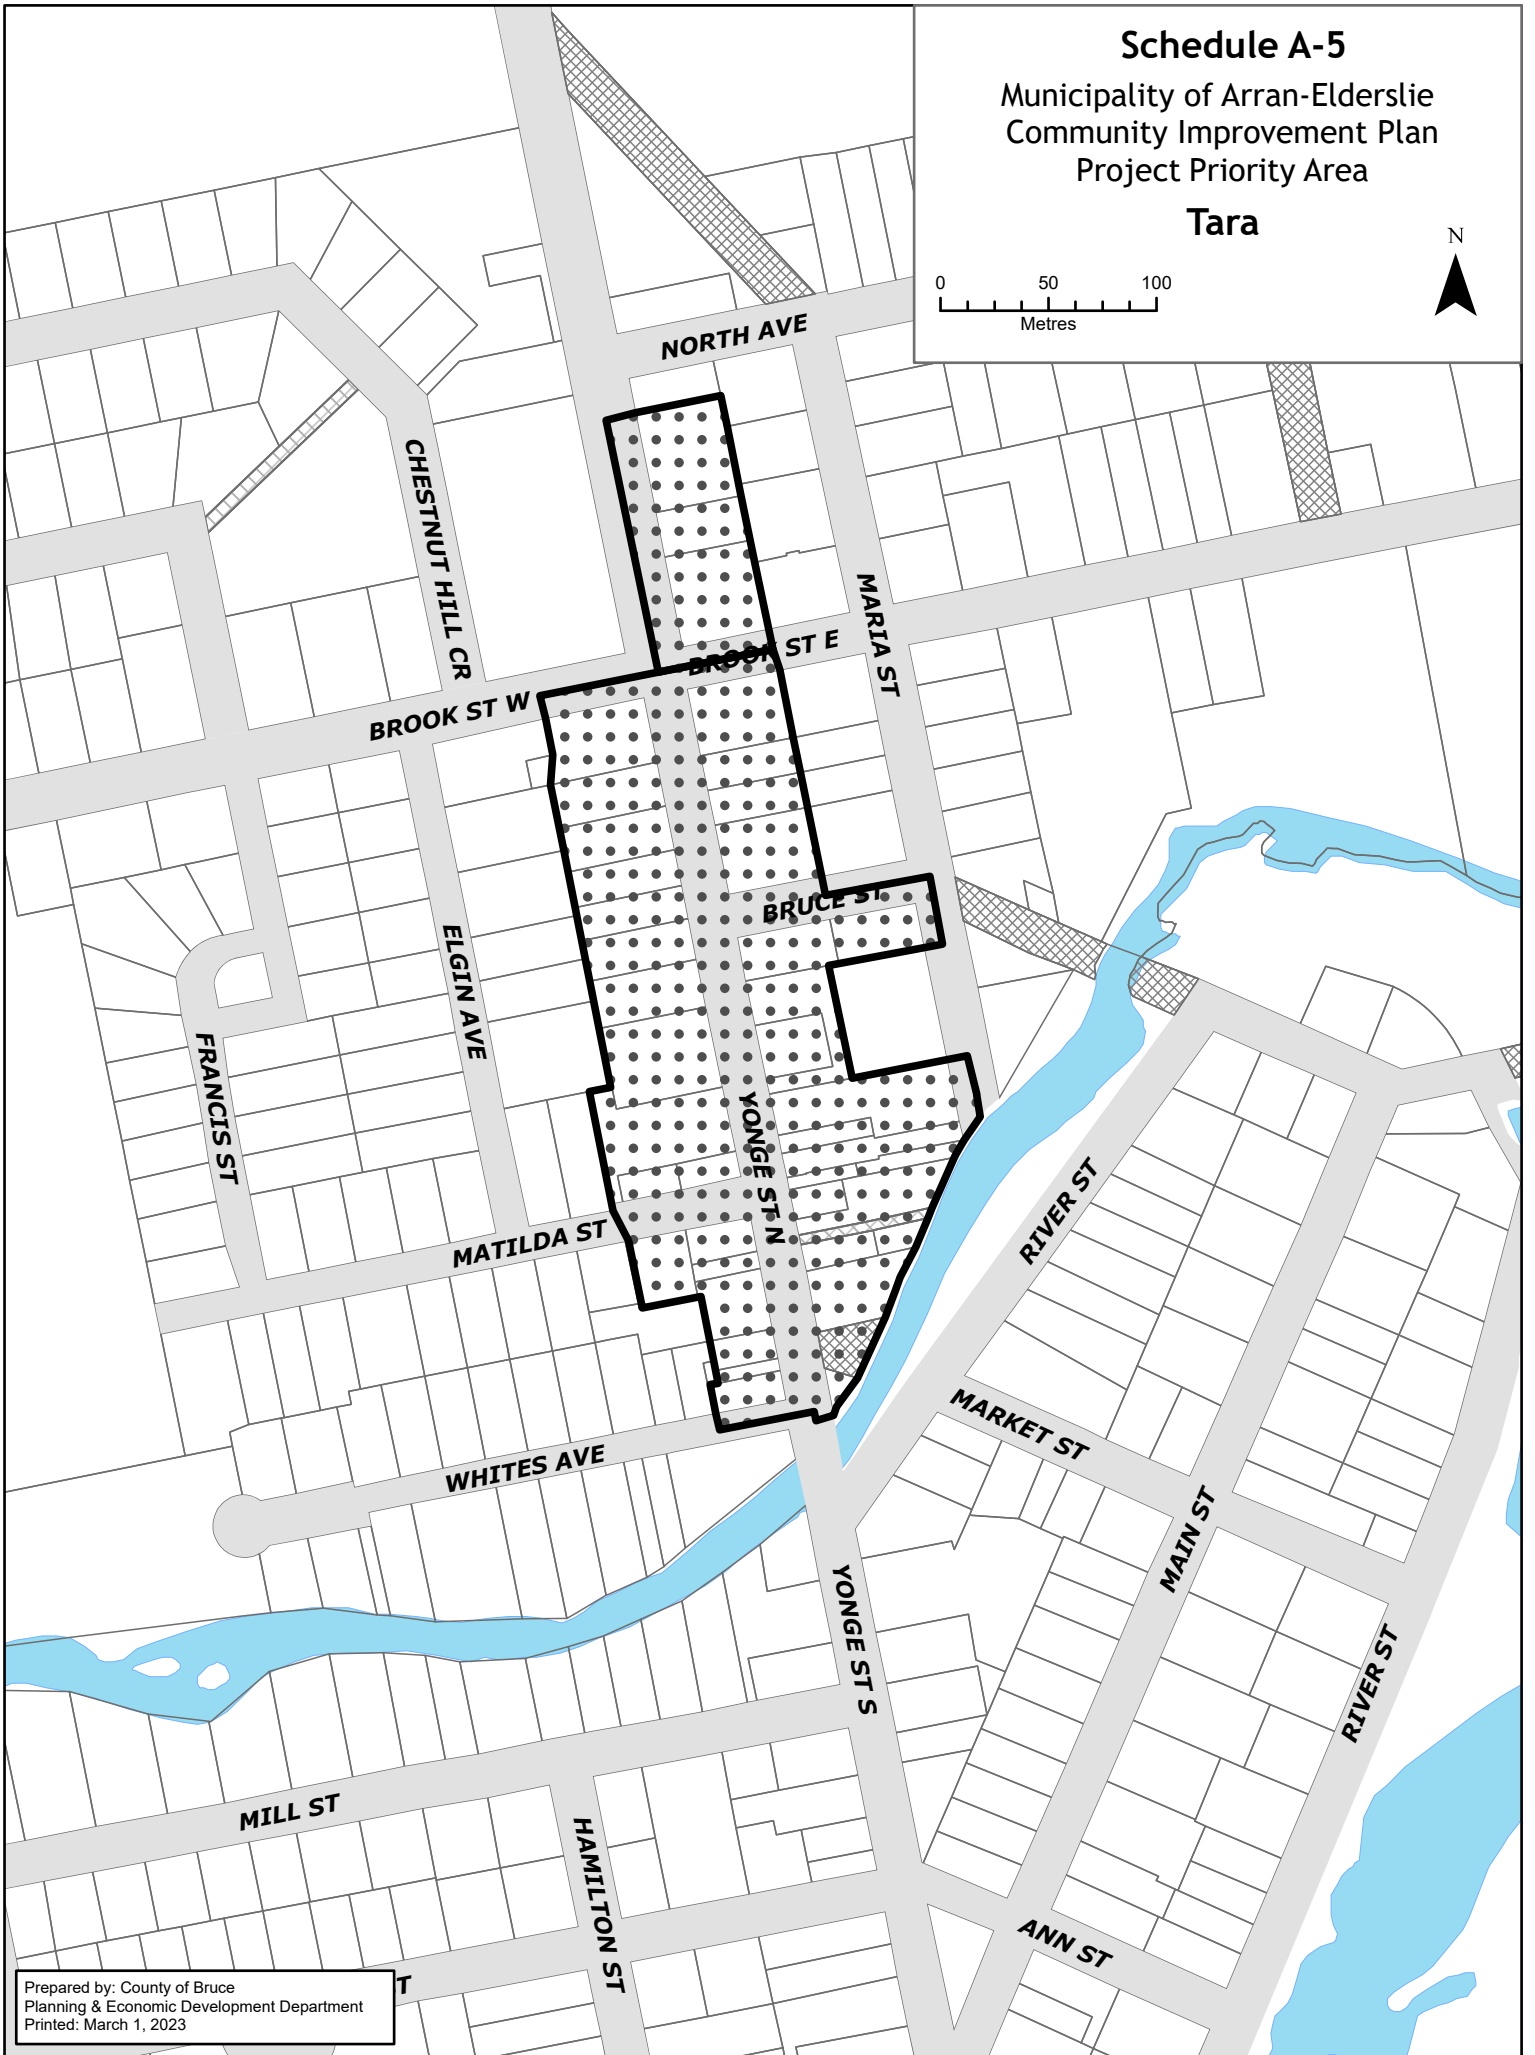 Schedule A-5
Municipality of Arran-Elderslie
Community Improvement Plan
Project Priority Area
Tara
N
0 50 100
Metres
NORTH AVE
CHESTNUT HILL CR
MARIA ST
BROOK ST E
BROOK ST W
BRUCE ST
ELGIN AVE
FRANCIS ST
YONGE ST N
RIVER ST
MATILDA ST
MARKET ST
WHITES AVE
MAIN ST
YONGE ST S
RIVER ST
MILL ST
HAMILTON ST
ANN ST
T
Prepared by: County of Bruce
Planning & Economic Development Department
Printed: March 1, 2023